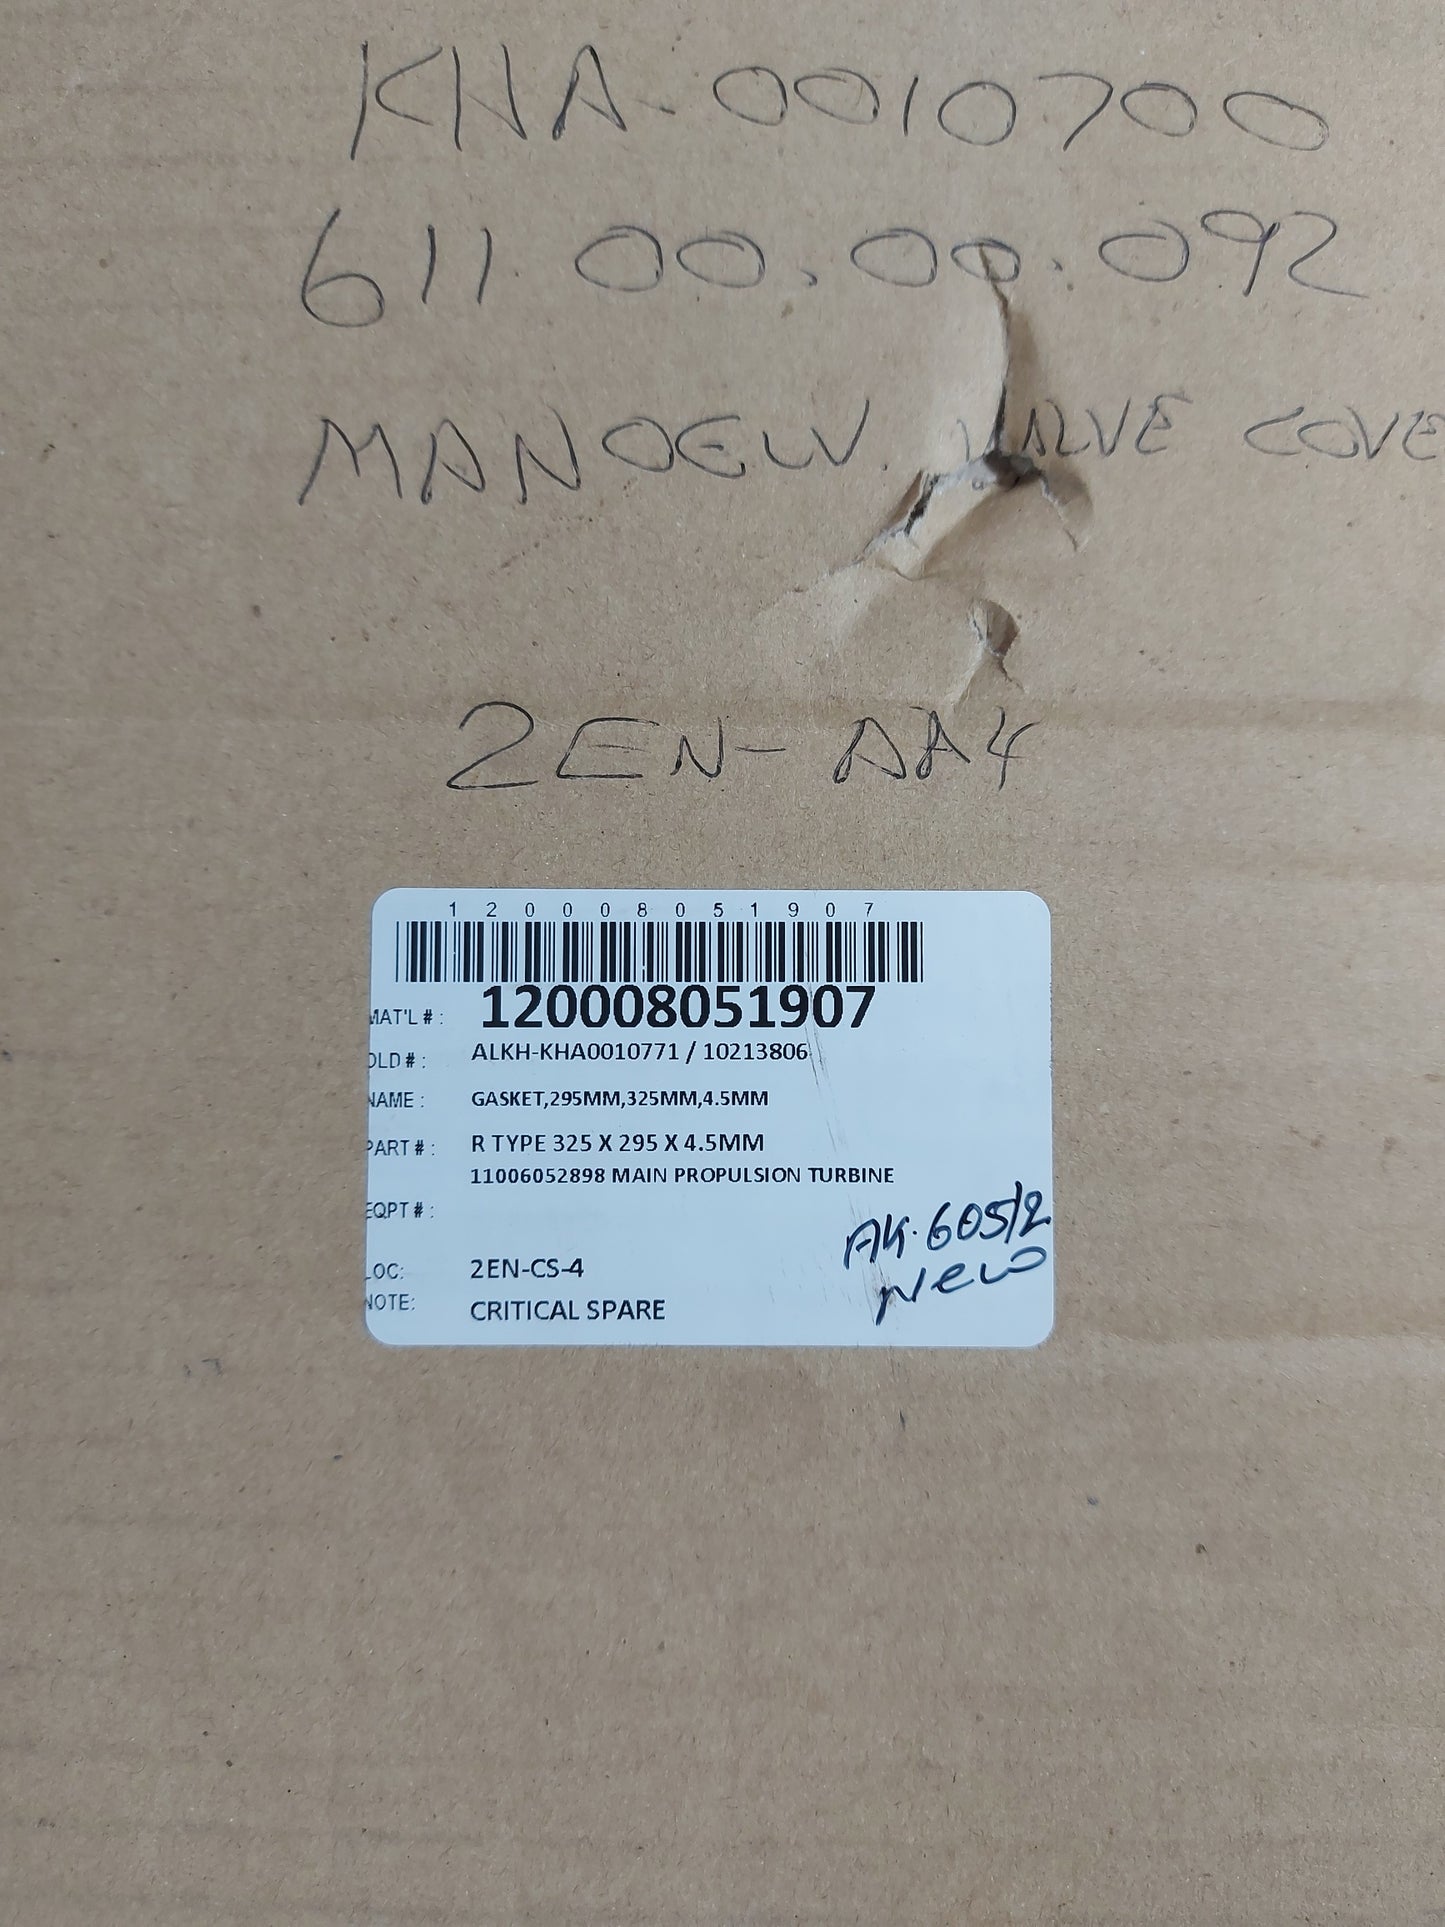 KHA-0010700
611.00.00.092
MANOEUV. VALVE COVE
2EN-AA4
120008051907
MAT'L # : 120008051907
OLD # : ALKH-KHA0010771 / 10213806
NAME : GASKET,295MM,325MM,4.5MM
PART # : R TYPE 325 X 295 X 4.5MM
11006052898 MAIN PROPULSION TURBINE
EQPT # :
AK.605/2
New
LOC: 2EN-CS-4
NOTE: CRITICAL SPARE